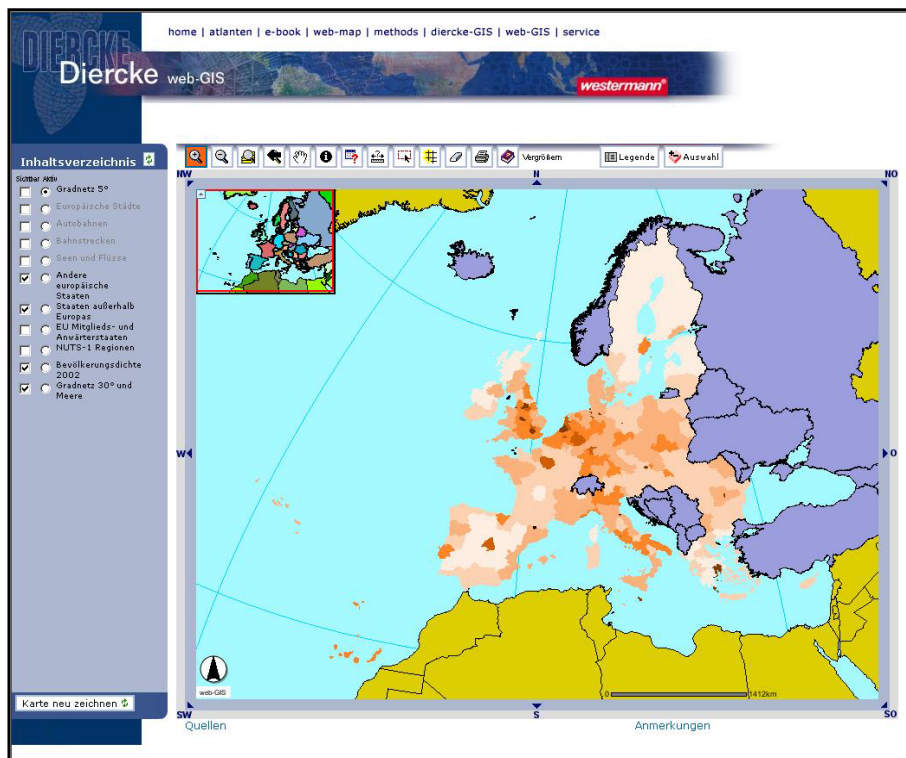 home | atlanten | e-book | web-map | methods | diercke-GIS | web-GIS | service
DIERCKE
Diercke web-GIS
westermann®
Inhaltsverzeichnis
Vergrößern
Legende
Auswahl
Sichtbar Aktiv
Gradnetz 5°
Europäische Städte
Autobahnen
Bahnstrecken
Seen und Flüsse
Andere
europäische
Staaten
Staaten außerhalb
Europas
EU Mitglieds- und
Anwärterstaaten
NUTS-1 Regionen
Bevölkerungsdichte
2002
Gradnetz 30° und
Meere
Karte neu zeichnen
NW
N
NO
W
O
web-GIS
0
1412km
SW
S
SO
Quellen
Anmerkungen